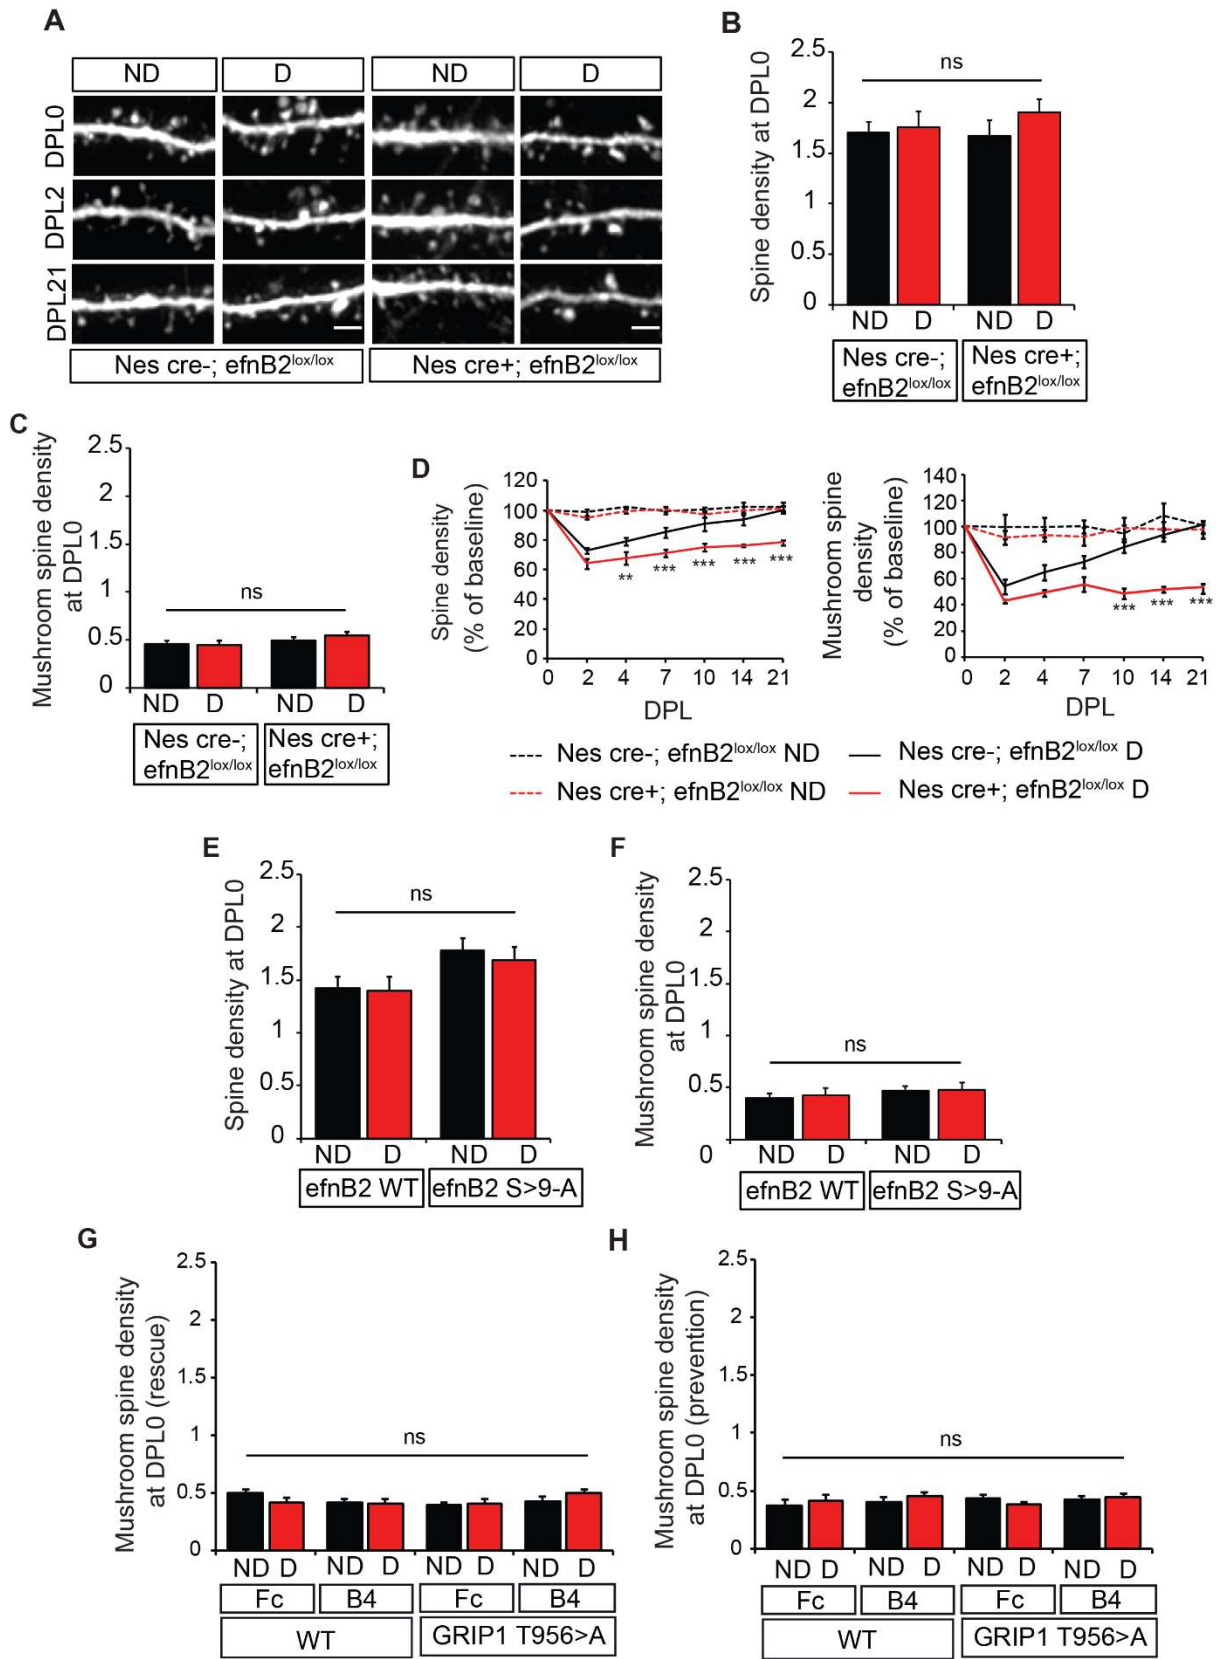 A
ND D ND D
DPL0
DPL2
DPL21
Nes cre-; efnB2lox/lox Nes cre+; efnB2lox/lox
B
Spine density at DPL0
2.5
2
1.5
1
0.5
0
ns
ND D ND D
Nes cre-; Nes cre+;
efnB2lox/lox efnB2lox/lox
C
Mushroom spine density
at DPL0
2.5
2
1.5
1
0.5
0
ns
ND D ND D
Nes cre-; Nes cre+;
efnB2lox/lox efnB2lox/lox
D
Spine density
(% of baseline)
120
100
80
60
40
20
0
** *** *** *** ***
0 2 4 7 10 14 21
DPL
Mushroom spine
density
(% of baseline)
140
120
100
80
60
40
20
0
*** *** ***
0 2 4 7 10 14 21
DPL
Nes cre-; efnB2lox/lox ND Nes cre-; efnB2lox/lox D
Nes cre+; efnB2lox/lox ND Nes cre+; efnB2lox/lox D
E
Spine density at DPL0
2.5
2
1.5
1
0.5
0
ns
ND D ND D
efnB2 WT efnB2 S>9-A
F
Mushroom spine density
at DPL0
2.5
2
1.5
1
0.5
0
ns
ND D ND D
efnB2 WT efnB2 S>9-A
G
Mushroom spine density
at DPL0 (rescue)
2.5
2
1.5
1
0.5
0
ns
ND D ND D ND D ND D
Fc B4 Fc B4
WT GRIP1 T956>A
H
Mushroom spine density
at DPL0 (prevention)
2.5
2
1.5
1
0.5
0
ns
ND D ND D ND D ND D
Fc B4 Fc B4
WT GRIP1 T956>A